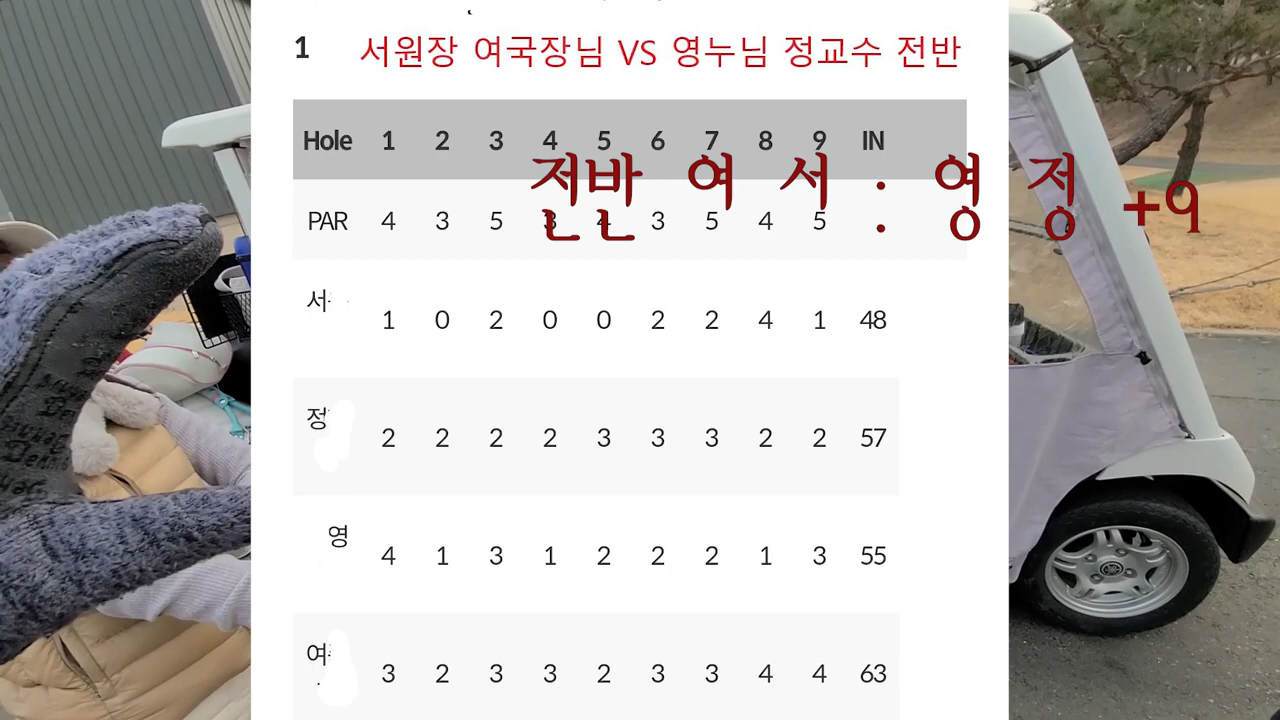 1 서원장 여국장님 VS 영누님 정교수 전반
Hole 1 2 3 4 5 6 7 8 9 IN
전반 여 서 : 영 정 +9
PAR 4 3 5 3 4 3 5 4 5
서 1 0 2 0 0 2 2 4 1 48
정 2 2 2 2 3 3 3 2 2 57
영 4 1 3 1 2 2 2 1 3 55
여 3 2 3 3 2 3 3 4 4 63